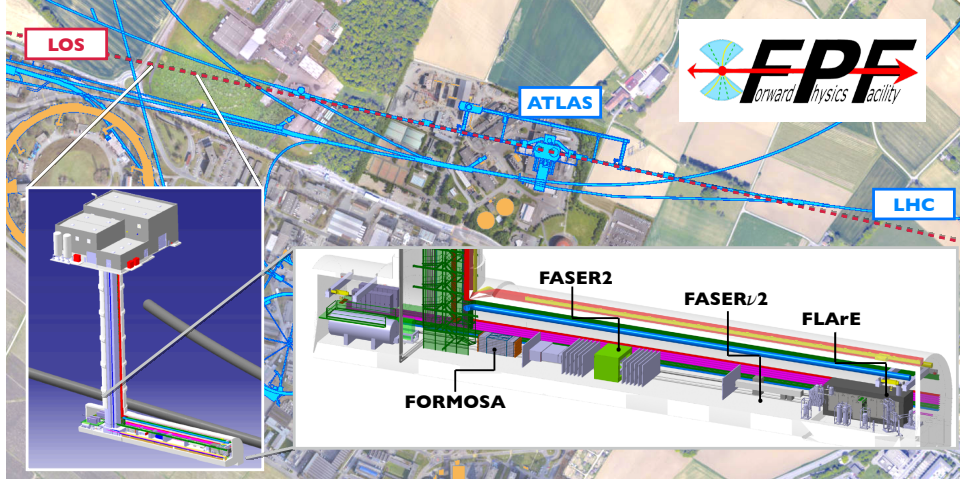 LOS
ATLAS
FPF
Forward Physics Facility
LHC
FASER2
FASERν2
FLArE
FORMOSA